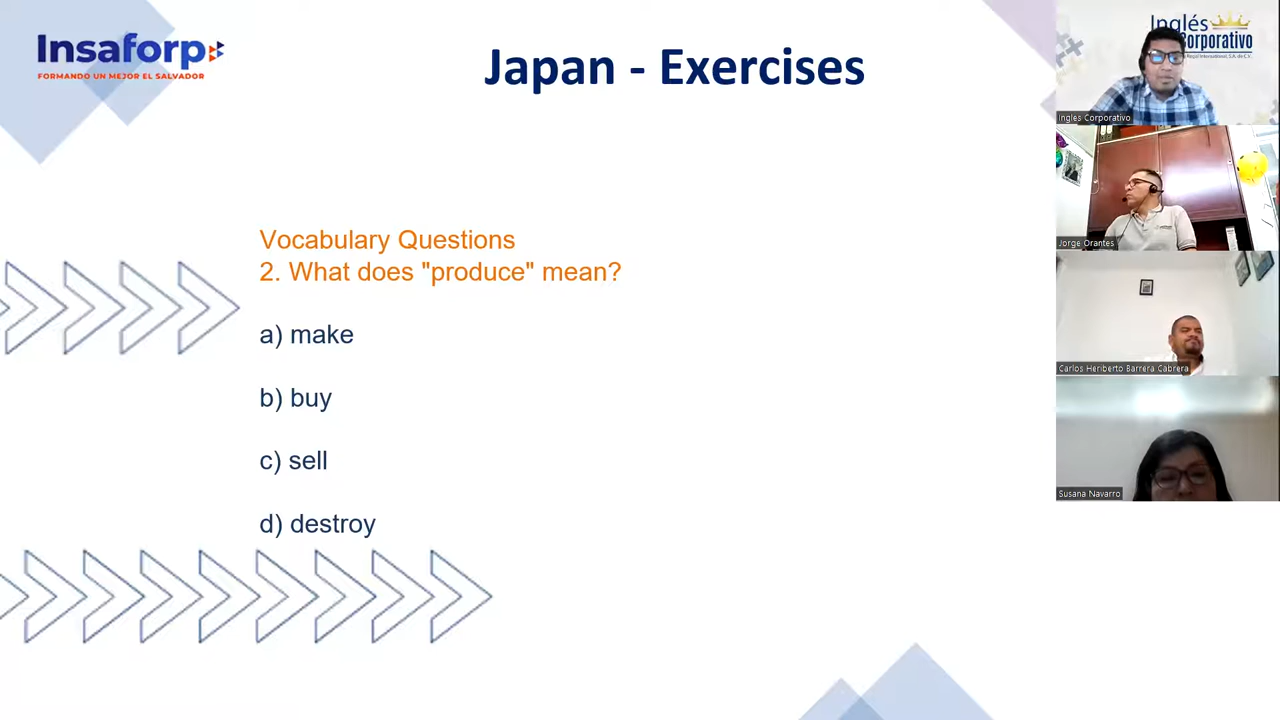 Insaforp
FORMANDO UN MEJOR EL SALVADOR
Japan - Exercises
Vocabulary Questions
2. What does "produce" mean?
a) make
b) buy
c) sell
d) destroy
Inglés
Corporativo
Ingles Corporativo
Jorge Orantes
Carlos Heriberto Barrera Cabrera
Susana Navarro